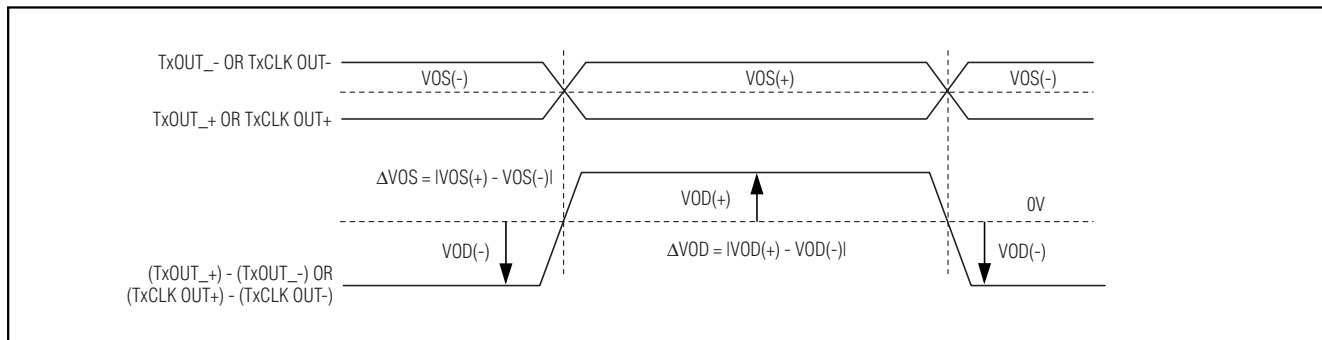 TxOUT_- OR TxCLK OUT-
VOS(-)
VOS(+)
VOS(-)
TxOUT_+ OR TxCLK OUT+
ΔVOS = |VOS(+) - VOS(-)|
VOD(+)
0V
VOD(-)
ΔVOD = |VOD(+) - VOD(-)|
VOD(-)
(TxOUT_+) - (TxOUT_-) OR
(TxCLK OUT+) - (TxCLK OUT-)